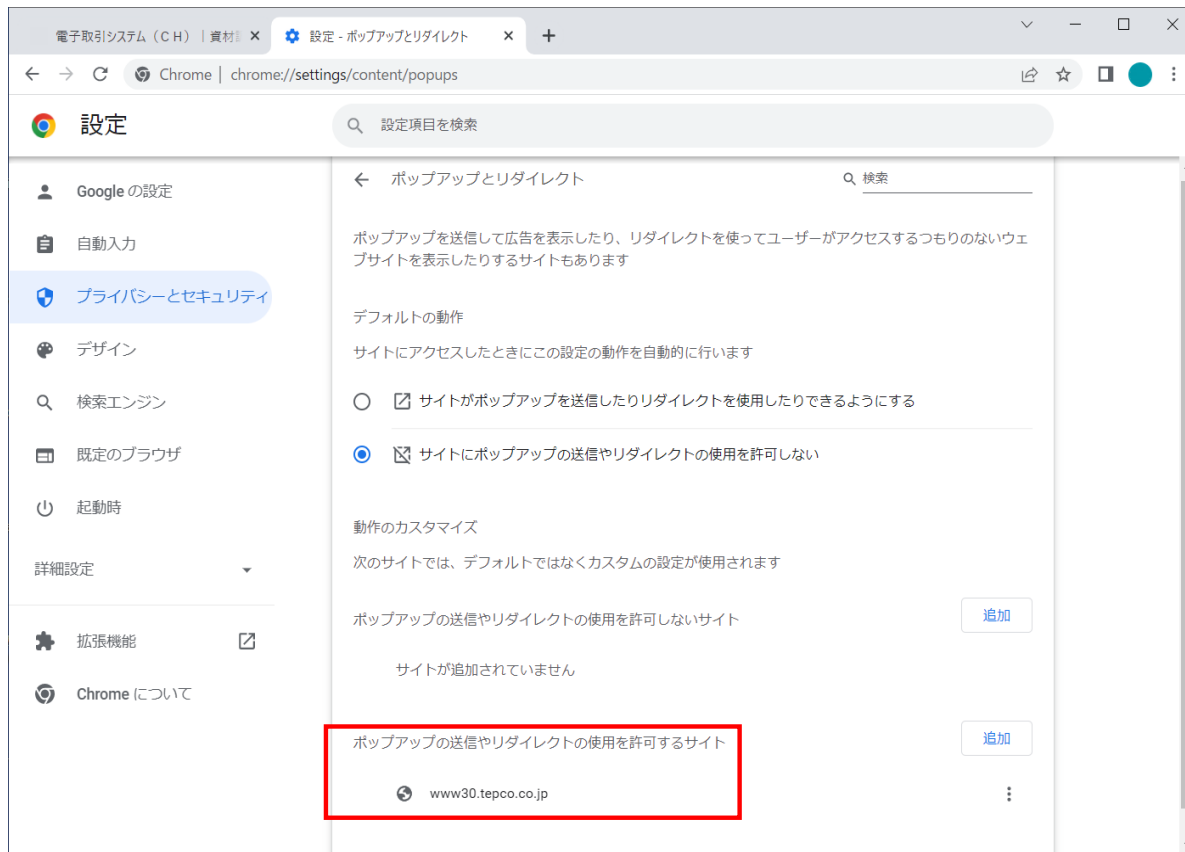 電子取引システム（CH）｜資材
設定 - ポップアップとリダイレクト
Chrome | chrome://settings/content/popups
設定
設定項目を検索
Google の設定
自動入力
プライバシーとセキュリティ
デザイン
検索エンジン
既定のブラウザ
起動時
詳細設定
拡張機能
Chrome について
ポップアップとリダイレクト
検索
ポップアップを送信して広告を表示したり、リダイレクトを使ってユーザーがアクセスするつもりのないウェ
ブサイトを表示したりするサイトもあります
デフォルトの動作
サイトにアクセスしたときにこの設定の動作を自動的に行います
サイトがポップアップを送信したりリダイレクトを使用したりできるようにする
サイトにポップアップの送信やリダイレクトの使用を許可しない
動作のカスタマイズ
次のサイトでは、デフォルトではなくカスタムの設定が使用されます
ポップアップの送信やリダイレクトの使用を許可しないサイト
追加
サイトが追加されていません
ポップアップの送信やリダイレクトの使用を許可するサイト
追加
www30.tepco.co.jp